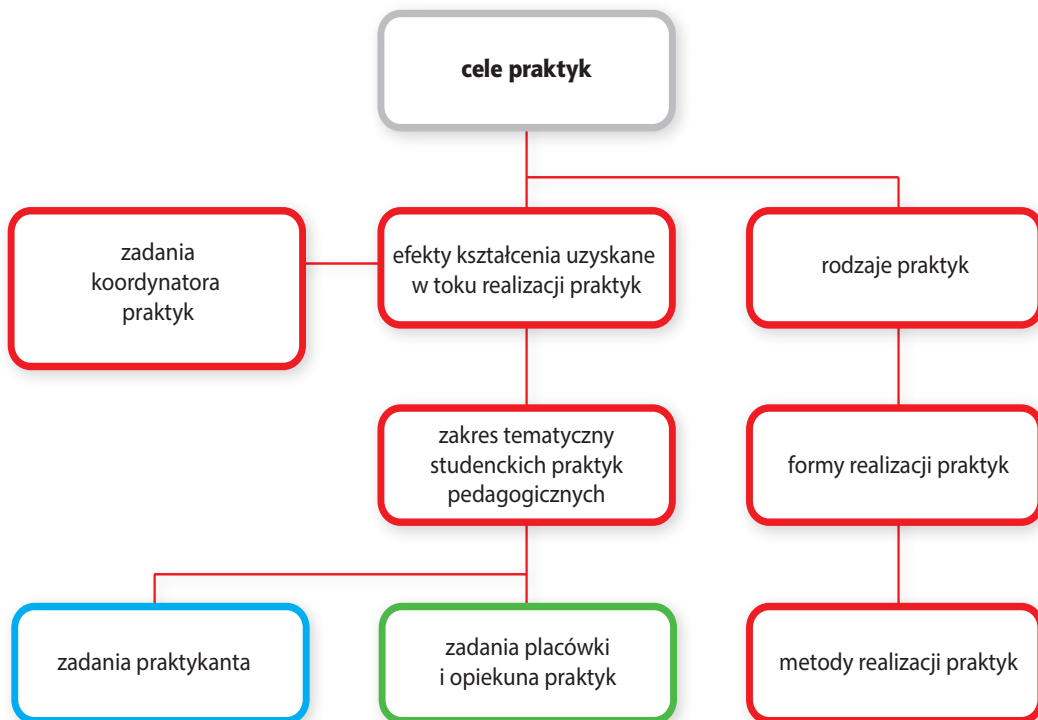 cele praktyk
zadania
koordynatora
praktyk
efekty kształcenia uzyskane
w toku realizacji praktyk
rodzaje praktyk
zakres tematyczny
studenckich praktyk
pedagogicznych
formy realizacji praktyk
zadania praktykanta
zadania placówki
i opiekuna praktyk
metody realizacji praktyk